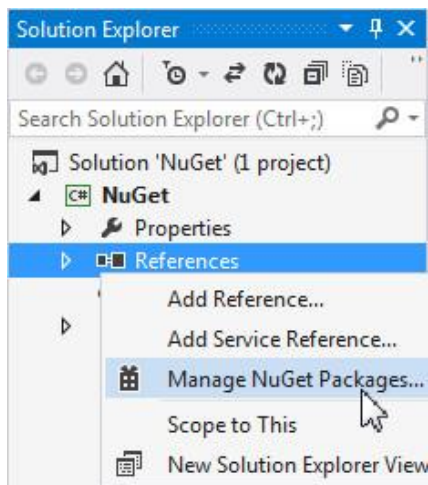 Solution Explorer
Search Solution Explorer (Ctrl+;)
Solution 'NuGet' (1 project)
C# NuGet
Properties
References
Add Reference...
Add Service Reference...
Manage NuGet Packages...
Scope to This
New Solution Explorer View